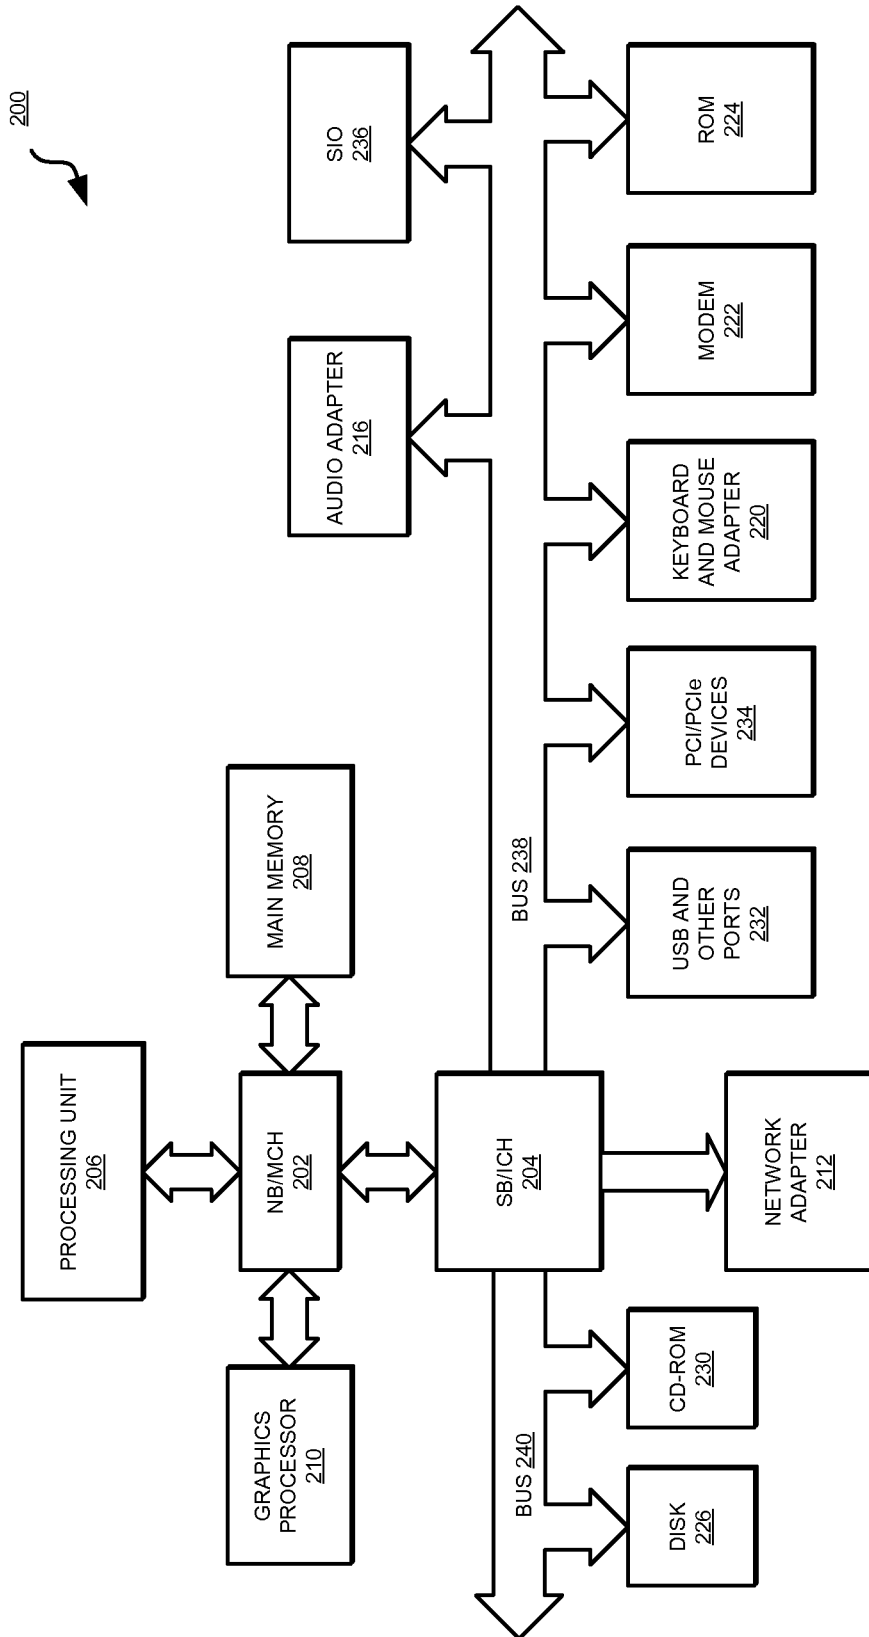 200
PROCESSING UNIT
206
GRAPHICS
PROCESSOR
210
NB/MCH
202
MAIN MEMORY
208
AUDIO ADAPTER
216
SIO
236
SB/ICH
204
BUS 240
BUS 238
DISK
226
CD-ROM
230
NETWORK
ADAPTER
212
USB AND
OTHER
PORTS
232
PCI/PCIe
DEVICES
234
KEYBOARD
AND MOUSE
ADAPTER
220
MODEM
222
ROM
224